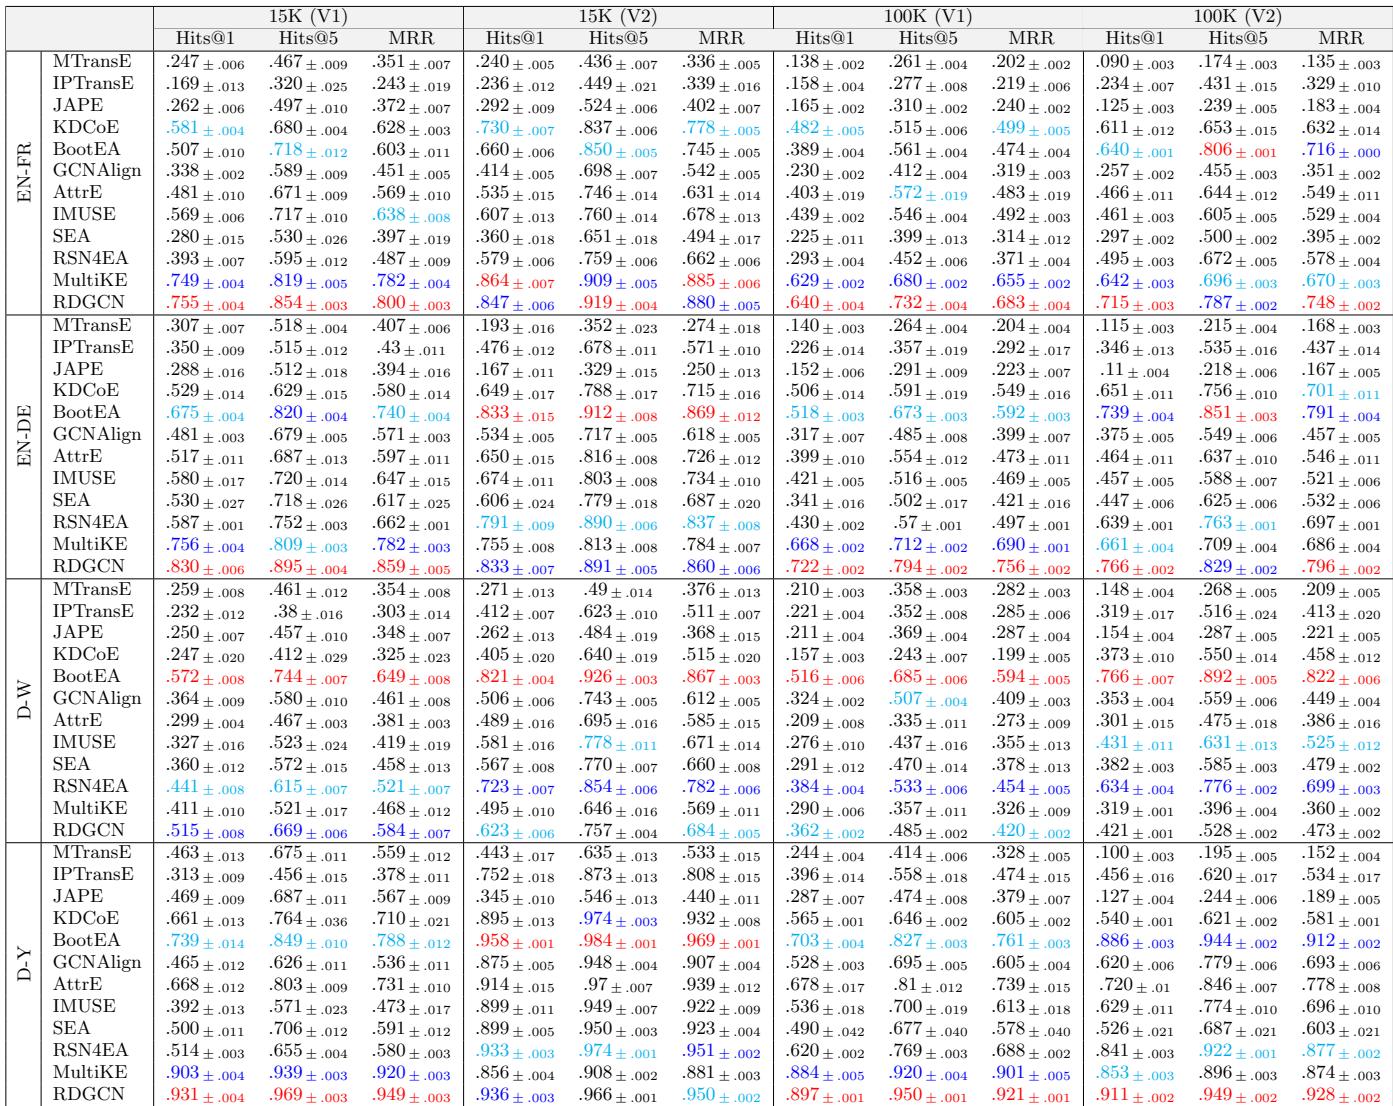 15K (V1) 15K (V2) 100K (V1) 100K (V2)
Hits@1 Hits@5 MRR Hits@1 Hits@5 MRR Hits@1 Hits@5 MRR Hits@1 Hits@5 MRR
EN-FR
MTransE .247 ± .006 .467 ± .009 .351 ± .007 .240 ± .005 .436 ± .007 .336 ± .005 .138 ± .002 .261 ± .004 .202 ± .002 .090 ± .003 .174 ± .003 .135 ± .003
IPTransE .169 ± .013 .320 ± .025 .243 ± .019 .236 ± .012 .449 ± .021 .339 ± .016 .158 ± .004 .277 ± .008 .219 ± .006 .234 ± .007 .431 ± .015 .329 ± .010
JAPE .262 ± .006 .497 ± .010 .372 ± .007 .292 ± .009 .524 ± .006 .402 ± .007 .165 ± .002 .310 ± .002 .240 ± .002 .125 ± .003 .239 ± .005 .183 ± .004
KDCoE .581 ± .004 .680 ± .004 .628 ± .003 .730 ± .007 .837 ± .006 .778 ± .005 .482 ± .005 .515 ± .006 .499 ± .005 .611 ± .012 .653 ± .015 .632 ± .014
BootEA .507 ± .010 .718 ± .012 .603 ± .011 .660 ± .006 .850 ± .005 .745 ± .005 .389 ± .004 .561 ± .004 .474 ± .004 .640 ± .001 .806 ± .001 .716 ± .000
GCNAlign .338 ± .002 .589 ± .009 .451 ± .005 .414 ± .005 .698 ± .007 .542 ± .005 .230 ± .002 .412 ± .004 .319 ± .003 .257 ± .002 .455 ± .003 .351 ± .002
AttrE .481 ± .010 .671 ± .009 .569 ± .010 .535 ± .015 .746 ± .014 .631 ± .014 .403 ± .019 .572 ± .019 .483 ± .019 .466 ± .011 .644 ± .012 .549 ± .011
IMUSE .569 ± .006 .717 ± .010 .638 ± .008 .607 ± .013 .760 ± .014 .678 ± .013 .439 ± .002 .546 ± .004 .492 ± .003 .461 ± .003 .605 ± .005 .529 ± .004
SEA .280 ± .015 .530 ± .026 .397 ± .019 .360 ± .018 .651 ± .018 .494 ± .017 .225 ± .011 .399 ± .013 .314 ± .012 .297 ± .002 .500 ± .002 .395 ± .002
RSN4EA .393 ± .007 .595 ± .012 .487 ± .009 .579 ± .006 .759 ± .006 .662 ± .006 .293 ± .004 .452 ± .006 .371 ± .004 .495 ± .003 .672 ± .005 .578 ± .004
MultiKE .749 ± .004 .819 ± .005 .782 ± .004 .864 ± .007 .909 ± .005 .885 ± .006 .629 ± .002 .680 ± .002 .655 ± .002 .642 ± .003 .696 ± .003 .670 ± .003
RDGCN .755 ± .004 .854 ± .003 .800 ± .003 .847 ± .006 .919 ± .004 .880 ± .005 .640 ± .004 .732 ± .004 .683 ± .004 .715 ± .003 .787 ± .002 .748 ± .002
EN-DE
MTransE .307 ± .007 .518 ± .004 .407 ± .006 .193 ± .016 .352 ± .023 .274 ± .018 .140 ± .003 .264 ± .004 .204 ± .004 .115 ± .003 .215 ± .004 .168 ± .003
IPTransE .350 ± .009 .515 ± .012 .43 ± .011 .476 ± .012 .678 ± .011 .571 ± .010 .226 ± .014 .357 ± .019 .292 ± .017 .346 ± .013 .535 ± .016 .437 ± .014
JAPE .288 ± .016 .512 ± .018 .394 ± .016 .167 ± .011 .329 ± .015 .250 ± .013 .152 ± .006 .291 ± .009 .223 ± .007 .11 ± .004 .218 ± .006 .167 ± .005
KDCoE .529 ± .014 .629 ± .015 .580 ± .014 .649 ± .017 .788 ± .017 .715 ± .016 .506 ± .014 .591 ± .019 .549 ± .016 .651 ± .011 .756 ± .010 .701 ± .011
BootEA .675 ± .004 .820 ± .004 .740 ± .004 .833 ± .015 .912 ± .008 .869 ± .012 .518 ± .003 .673 ± .003 .592 ± .003 .739 ± .004 .851 ± .003 .791 ± .004
GCNAlign .481 ± .003 .679 ± .005 .571 ± .003 .534 ± .005 .717 ± .005 .618 ± .005 .317 ± .007 .485 ± .008 .399 ± .007 .375 ± .005 .549 ± .006 .457 ± .005
AttrE .517 ± .011 .687 ± .013 .597 ± .011 .650 ± .015 .816 ± .008 .726 ± .012 .399 ± .010 .554 ± .012 .473 ± .011 .464 ± .011 .637 ± .010 .546 ± .011
IMUSE .580 ± .017 .720 ± .014 .647 ± .015 .674 ± .011 .803 ± .008 .734 ± .010 .421 ± .005 .516 ± .005 .469 ± .005 .457 ± .005 .588 ± .007 .521 ± .006
SEA .530 ± .027 .718 ± .026 .617 ± .025 .606 ± .024 .779 ± .018 .687 ± .020 .341 ± .016 .502 ± .017 .421 ± .016 .447 ± .006 .625 ± .006 .532 ± .006
RSN4EA .587 ± .001 .752 ± .003 .662 ± .001 .791 ± .009 .890 ± .006 .837 ± .008 .430 ± .002 .57 ± .001 .497 ± .001 .639 ± .001 .763 ± .001 .697 ± .001
MultiKE .756 ± .004 .809 ± .003 .782 ± .003 .755 ± .008 .813 ± .008 .784 ± .007 .668 ± .002 .712 ± .002 .690 ± .001 .661 ± .004 .709 ± .004 .686 ± .004
RDGCN .830 ± .006 .895 ± .004 .859 ± .005 .833 ± .007 .891 ± .005 .860 ± .006 .722 ± .002 .794 ± .002 .756 ± .002 .766 ± .002 .829 ± .002 .796 ± .002
D-W
MTransE .259 ± .008 .461 ± .012 .354 ± .008 .271 ± .013 .49 ± .014 .376 ± .013 .210 ± .003 .358 ± .003 .282 ± .003 .148 ± .004 .268 ± .005 .209 ± .005
IPTransE .232 ± .012 .38 ± .016 .303 ± .014 .412 ± .007 .623 ± .010 .511 ± .007 .221 ± .004 .352 ± .008 .285 ± .006 .319 ± .017 .516 ± .024 .413 ± .020
JAPE .250 ± .007 .457 ± .010 .348 ± .007 .262 ± .013 .484 ± .019 .368 ± .015 .211 ± .004 .369 ± .004 .287 ± .004 .154 ± .004 .287 ± .005 .221 ± .005
KDCoE .247 ± .020 .412 ± .029 .325 ± .023 .405 ± .020 .640 ± .019 .515 ± .020 .157 ± .003 .243 ± .007 .199 ± .005 .373 ± .010 .550 ± .014 .458 ± .012
BootEA .572 ± .008 .744 ± .007 .649 ± .008 .821 ± .004 .926 ± .003 .867 ± .003 .516 ± .006 .685 ± .006 .594 ± .005 .766 ± .007 .892 ± .005 .822 ± .006
GCNAlign .364 ± .009 .580 ± .010 .461 ± .008 .506 ± .006 .743 ± .005 .612 ± .005 .324 ± .002 .507 ± .004 .409 ± .003 .353 ± .004 .559 ± .006 .449 ± .004
AttrE .299 ± .004 .467 ± .003 .381 ± .003 .489 ± .016 .695 ± .016 .585 ± .015 .209 ± .008 .335 ± .011 .273 ± .009 .301 ± .015 .475 ± .018 .386 ± .016
IMUSE .327 ± .016 .523 ± .024 .419 ± .019 .581 ± .016 .778 ± .011 .671 ± .014 .276 ± .010 .437 ± .016 .355 ± .013 .431 ± .011 .631 ± .013 .525 ± .012
SEA .360 ± .012 .572 ± .015 .458 ± .013 .567 ± .008 .770 ± .007 .660 ± .008 .291 ± .012 .470 ± .014 .378 ± .013 .382 ± .003 .585 ± .003 .479 ± .002
RSN4EA .441 ± .008 .615 ± .007 .521 ± .007 .723 ± .007 .854 ± .006 .782 ± .006 .384 ± .004 .533 ± .006 .454 ± .005 .634 ± .004 .776 ± .002 .699 ± .003
MultiKE .411 ± .010 .521 ± .017 .468 ± .012 .495 ± .010 .646 ± .016 .569 ± .011 .290 ± .006 .357 ± .011 .326 ± .009 .319 ± .001 .396 ± .004 .360 ± .002
RDGCN .515 ± .008 .669 ± .006 .584 ± .007 .623 ± .006 .757 ± .004 .684 ± .005 .362 ± .002 .485 ± .002 .420 ± .002 .421 ± .001 .528 ± .002 .473 ± .002
D-Y
MTransE .463 ± .013 .675 ± .011 .559 ± .012 .443 ± .017 .635 ± .013 .533 ± .015 .244 ± .004 .414 ± .006 .328 ± .005 .100 ± .003 .195 ± .005 .152 ± .004
IPTransE .313 ± .009 .456 ± .015 .378 ± .011 .752 ± .018 .873 ± .013 .808 ± .015 .396 ± .014 .558 ± .018 .474 ± .015 .456 ± .016 .620 ± .017 .534 ± .017
JAPE .469 ± .009 .687 ± .011 .567 ± .009 .345 ± .010 .546 ± .013 .440 ± .011 .287 ± .007 .474 ± .008 .379 ± .007 .127 ± .004 .244 ± .006 .189 ± .005
KDCoE .661 ± .013 .764 ± .036 .710 ± .021 .895 ± .013 .974 ± .003 .932 ± .008 .565 ± .001 .646 ± .002 .605 ± .002 .540 ± .001 .621 ± .002 .581 ± .001
BootEA .739 ± .014 .849 ± .010 .788 ± .012 .958 ± .001 .984 ± .001 .969 ± .001 .703 ± .004 .827 ± .003 .761 ± .003 .886 ± .003 .944 ± .002 .912 ± .002
GCNAlign .465 ± .012 .626 ± .011 .536 ± .011 .875 ± .005 .948 ± .004 .907 ± .004 .528 ± .003 .695 ± .005 .605 ± .004 .620 ± .006 .779 ± .006 .693 ± .006
AttrE .668 ± .012 .803 ± .009 .731 ± .010 .914 ± .015 .97 ± .007 .939 ± .012 .678 ± .017 .81 ± .012 .739 ± .015 .720 ± .01 .846 ± .007 .778 ± .008
IMUSE .392 ± .013 .571 ± .023 .473 ± .017 .899 ± .011 .949 ± .007 .922 ± .009 .536 ± .018 .700 ± .019 .613 ± .018 .629 ± .011 .774 ± .010 .696 ± .010
SEA .500 ± .011 .706 ± .012 .591 ± .012 .899 ± .005 .950 ± .003 .923 ± .004 .490 ± .042 .677 ± .040 .578 ± .040 .526 ± .021 .687 ± .021 .603 ± .021
RSN4EA .514 ± .003 .655 ± .004 .580 ± .003 .933 ± .003 .974 ± .001 .951 ± .002 .620 ± .002 .769 ± .003 .688 ± .002 .841 ± .003 .922 ± .001 .877 ± .002
MultiKE .903 ± .004 .939 ± .003 .920 ± .003 .856 ± .004 .908 ± .002 .881 ± .003 .884 ± .005 .920 ± .004 .901 ± .005 .853 ± .003 .896 ± .003 .874 ± .003
RDGCN .931 ± .004 .969 ± .003 .949 ± .003 .936 ± .003 .966 ± .001 .950 ± .002 .897 ± .001 .950 ± .001 .921 ± .001 .911 ± .002 .949 ± .002 .928 ± .002